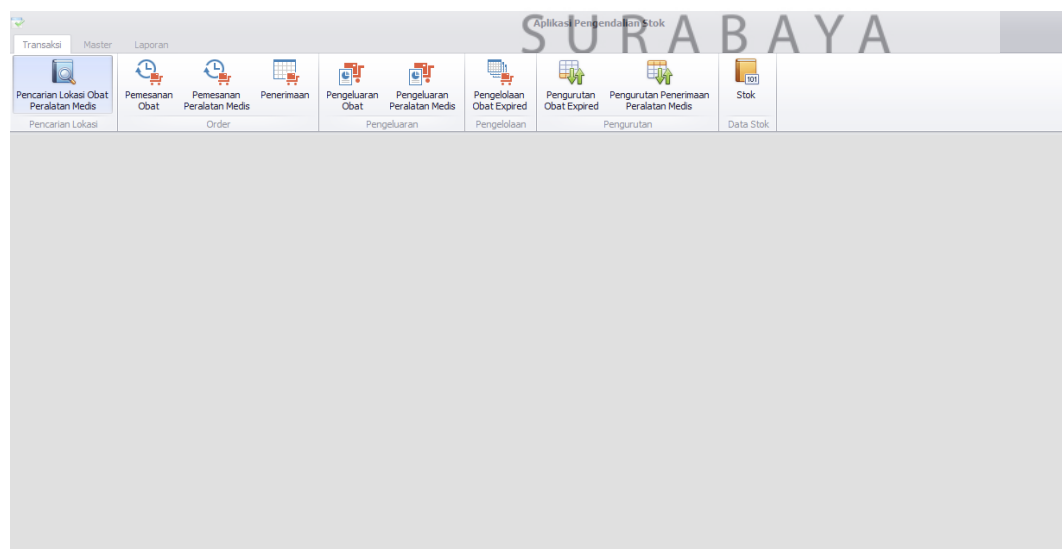 SURABAYA
Aplikasi Pengendalian Stok
Transaksi Master Laporan
Pencarian Lokasi Obat Peralatan Medis
Pemesanan Obat
Pemesanan Peralatan Medis
Penerimaan
Pengeluaran Obat
Pengeluaran Peralatan Medis
Pengelolaan Obat Expired
Pengurutan Obat Expired
Pengurutan Penerimaan Peralatan Medis
101
Stok
Pencarian Lokasi
Order
Pengeluaran
Pengelolaan
Pengurutan
Data Stok